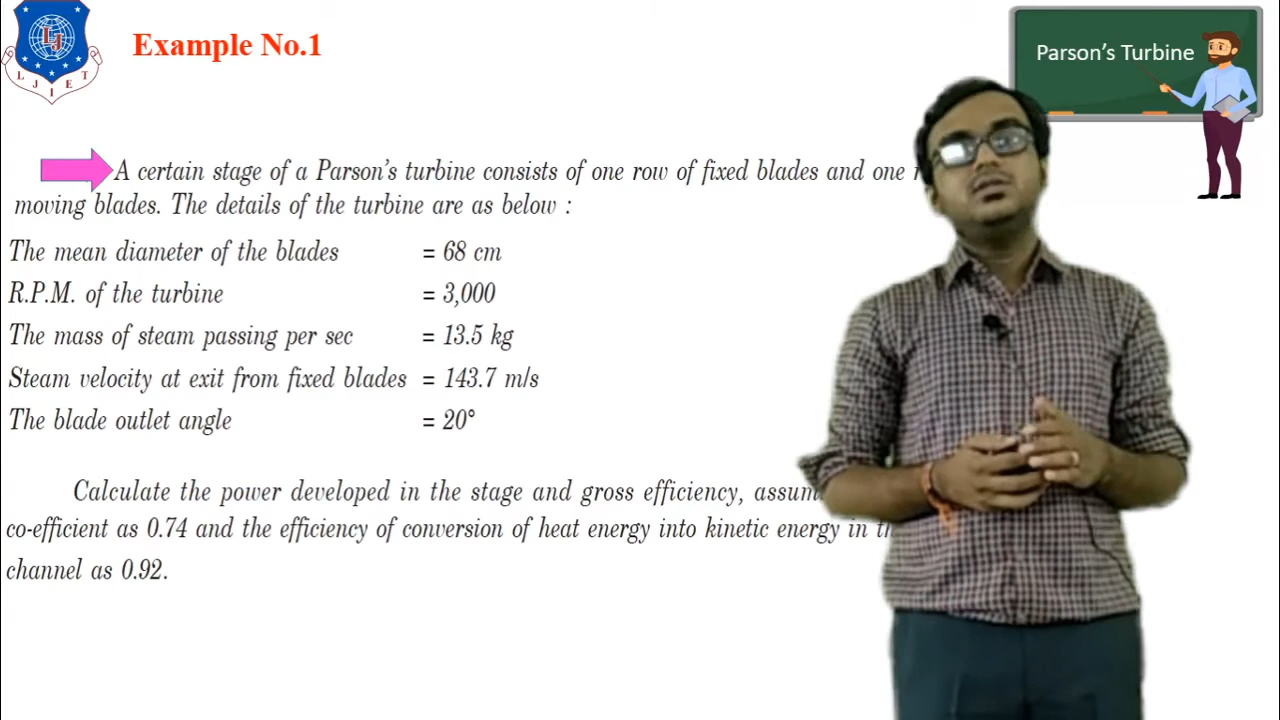 Example No.1
Parson's Turbine
LJ
L J I E T
A certain stage of a Parson's turbine consists of one row of fixed blades and one
moving blades. The details of the turbine are as below :
The mean diameter of the blades = 68 cm
R.P.M. of the turbine = 3,000
The mass of steam passing per sec = 13.5 kg
Steam velocity at exit from fixed blades = 143.7 m/s
The blade outlet angle = 20°
Calculate the power developed in the stage and gross efficiency,
co-efficient as 0.74 and the efficiency of conversion of heat energy into kinetic energy in
channel as 0.92.